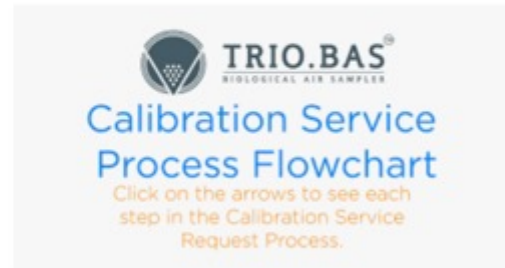 TRIO.BAS
BIOLOGICAL AIR SAMPLER
Calibration Service
Process Flowchart
Click on the arrows to see each
step in the Calibration Service
Request Process.